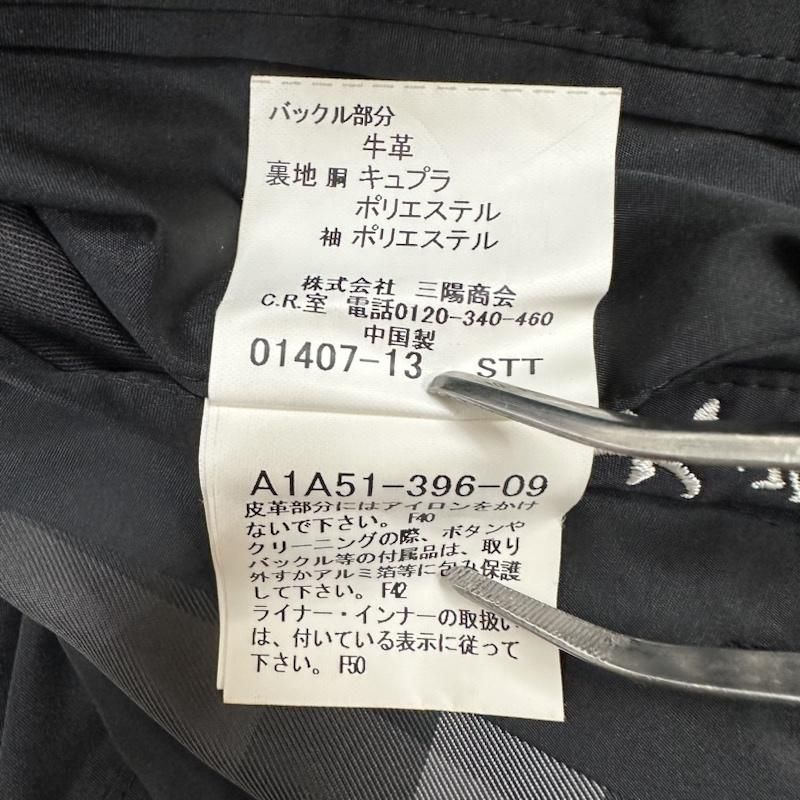 バックル部分
牛革
裏地 胴 キュプラ
ポリエステル
袖 ポリエステル
株式会社 三陽商会
C.R.室 電話0120-340-460
中国製
01407-13 STT
A1A51-396-09
皮革部分にはアイロンをかけ
ないで下さい。 F40
クリーニングの際、ボタンや
バックル等の付属品は、取り
外すかアルミ箔等に包み保護
して下さい。 F42
ライナー・インナーの取扱い
は、付いている表示に従って
下さい。 F50